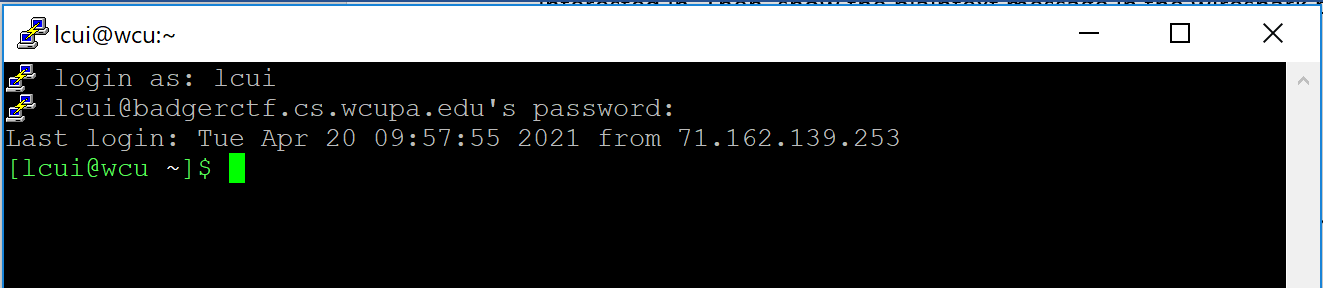 lcui@wcu:~
login as: lcui
lcui@badgerctf.cs.wcupa.edu's password:
Last login: Tue Apr 20 09:57:55 2021 from 71.162.139.253
[lcui@wcu ~]$